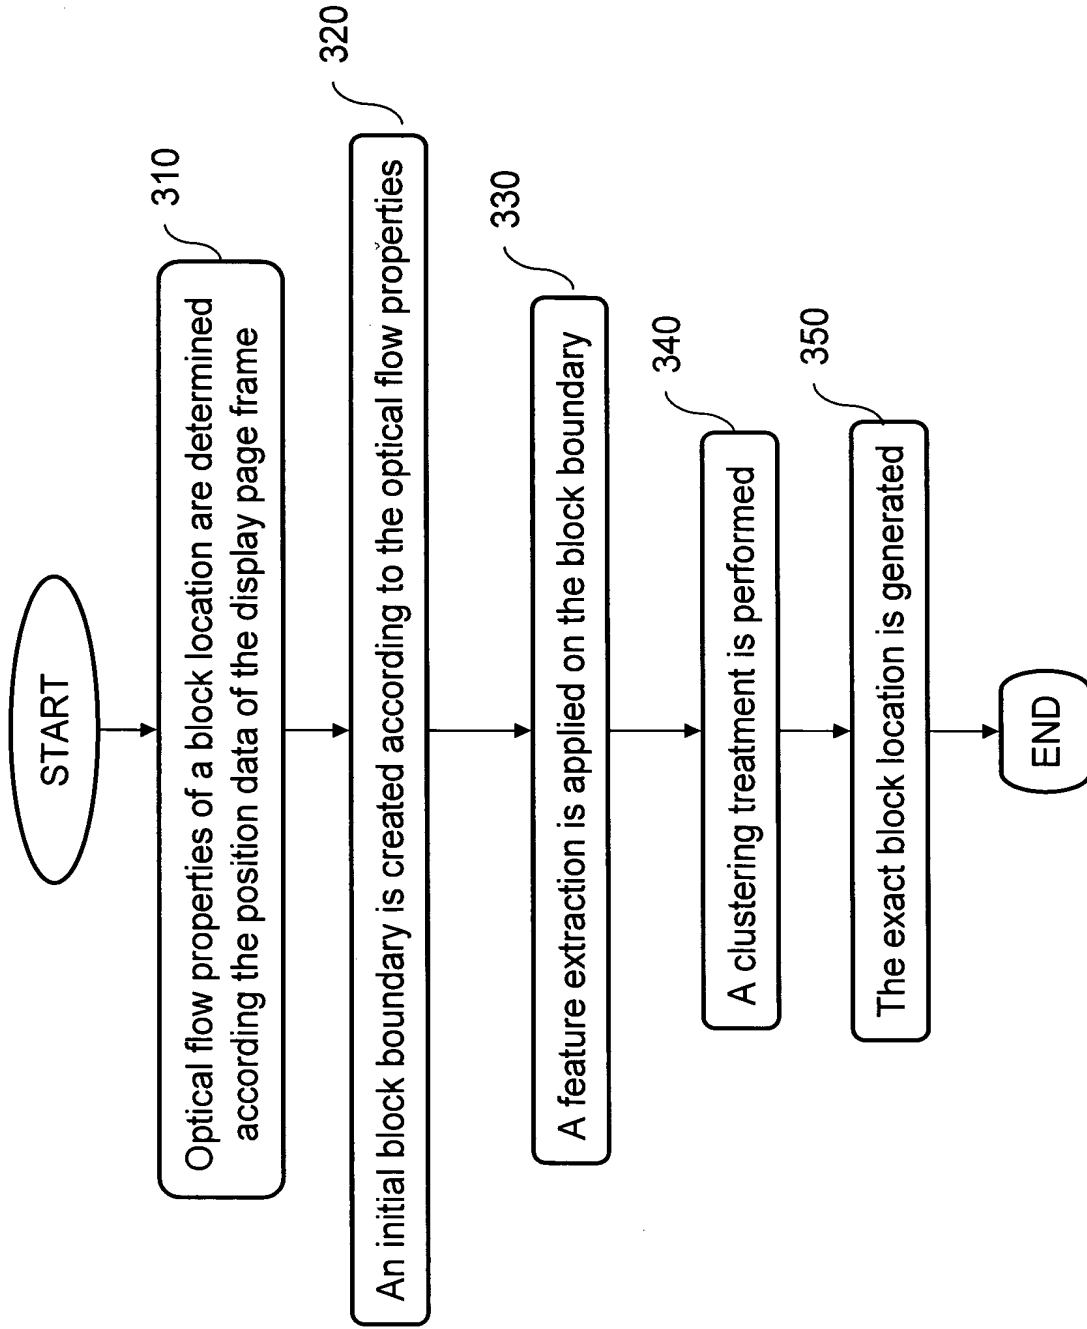 START
310
Optical flow properties of a block location are determined
according the position data of the display page frame
320
An initial block boundary is created according to the optical flow properties
330
A feature extraction is applied on the block boundary
340
A clustering treatment is performed
350
The exact block location is generated
END